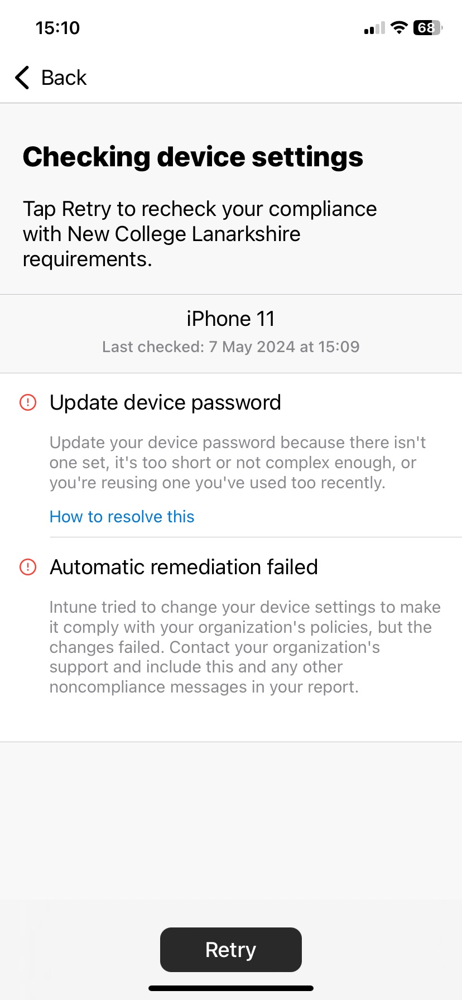 15:10
68
Back
Checking device settings
Tap Retry to recheck your compliance
with New College Lanarkshire
requirements.
iPhone 11
Last checked: 7 May 2024 at 15:09
Update device password
Update your device password because there isn't
one set, it's too short or not complex enough, or
you're reusing one you've used too recently.
How to resolve this
Automatic remediation failed
Intune tried to change your device settings to make
it comply with your organization's policies, but the
changes failed. Contact your organization's
support and include this and any other
noncompliance messages in your report.
Retry